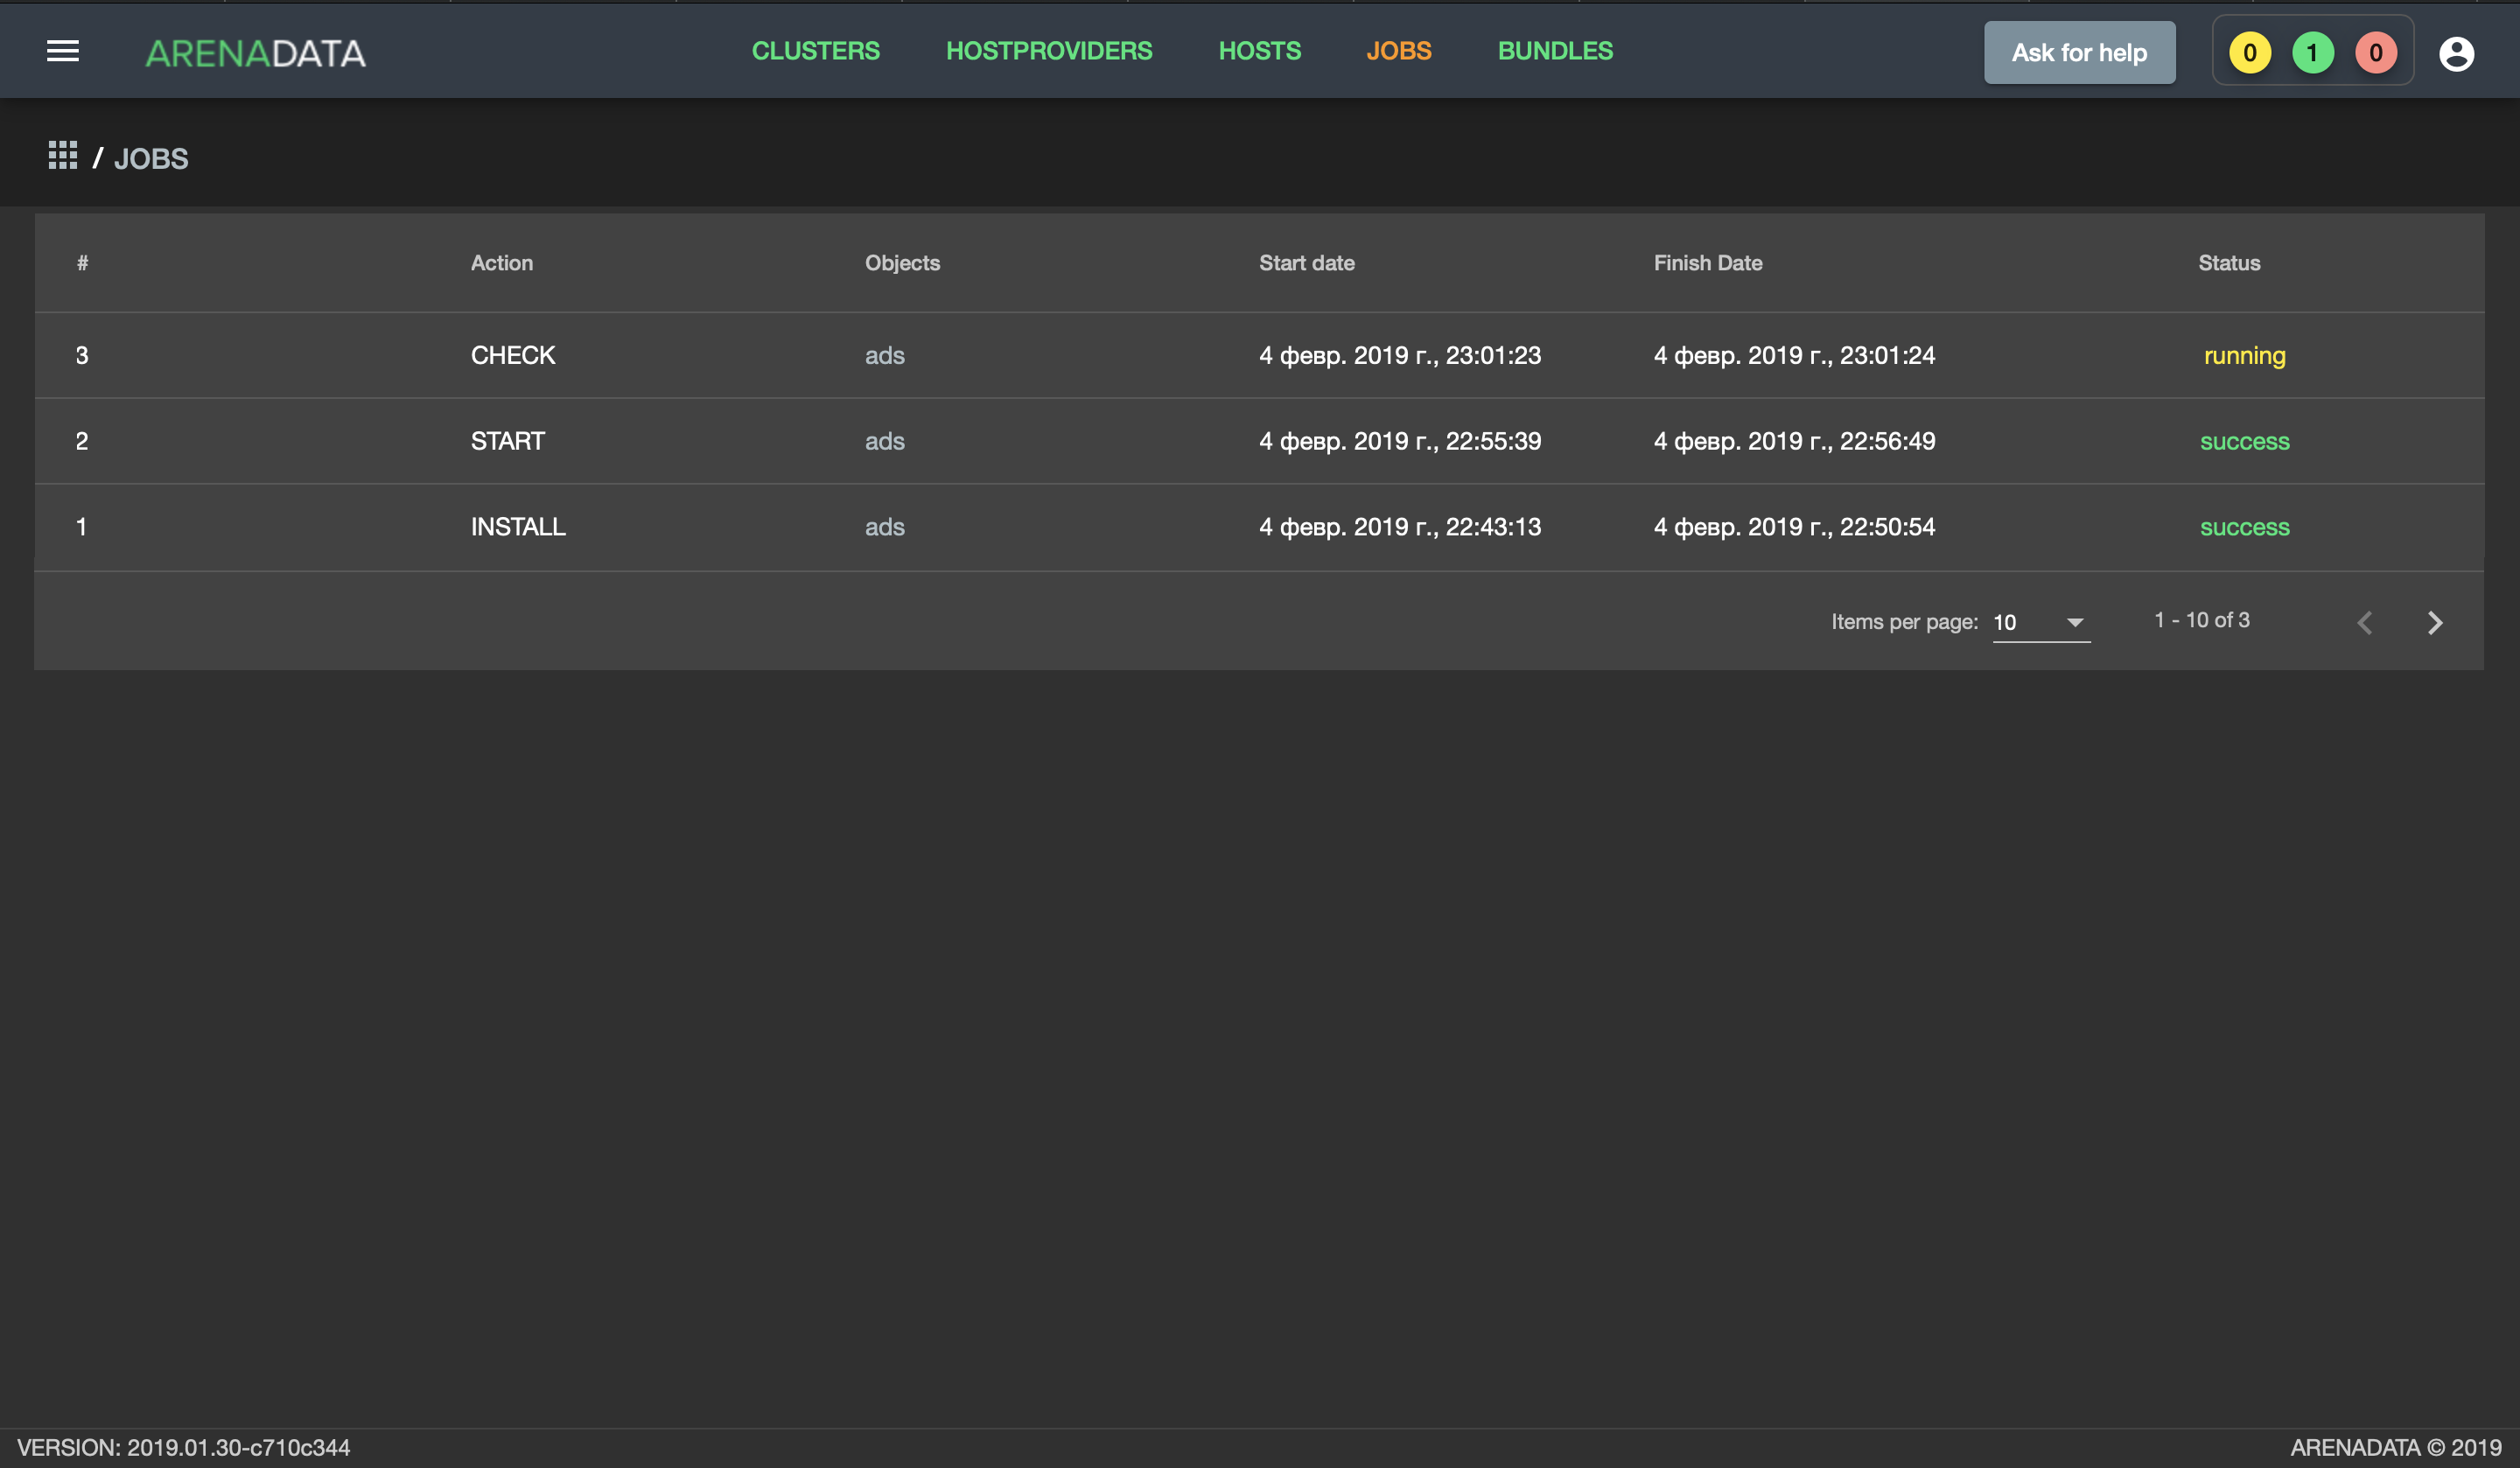 ARENADATA CLUSTERS HOSTPROVIDERS HOSTS JOBS BUNDLES Ask for help 0 1 0
/ JOBS
# Action Objects Start date Finish Date Status
3 CHECK ads 4 февр. 2019 г., 23:01:23 4 февр. 2019 г., 23:01:24 running
2 START ads 4 февр. 2019 г., 22:55:39 4 февр. 2019 г., 22:56:49 success
1 INSTALL ads 4 февр. 2019 г., 22:43:13 4 февр. 2019 г., 22:50:54 success
Items per page: 10 1 - 10 of 3
VERSION: 2019.01.30-c710c344 ARENADATA © 2019